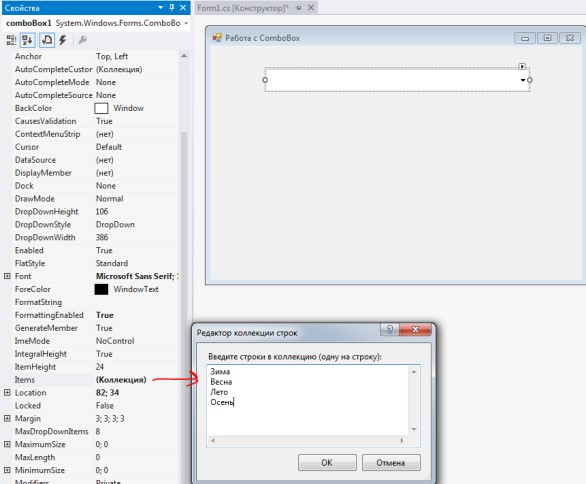 Свойства
comboBox1 System.Windows.Forms.ComboBo
Anchor Top, Left
AutoCompleteCustor (Коллекция)
AutoCompleteMode None
AutoCompleteSource None
BackColor Window
CausesValidation True
ContextMenuStrip (нет)
Cursor Default
DataSource (нет)
DisplayMember (нет)
Dock None
DrawMode Normal
DropDownHeight 106
DropDownStyle DropDown
DropDownWidth 386
Enabled True
FlatStyle Standard
Font Microsoft Sans Serif;
ForeColor WindowText
FormatString
FormattingEnabled True
GenerateMember True
ImeMode NoControl
IntegralHeight True
ItemHeight 24
Items (Коллекция)
Location 82; 34
Locked False
Margin 3; 3; 3; 3
MaxDropDownItems 8
MaximumSize 0; 0
MaxLength 0
MinimumSize 0; 0
Modifiers Private
Form1.cs [Конструктор]*
Работа с ComboBox
Редактор коллекции строк
Введите строки в коллекцию (одну на строку):
Зима
Весна
Лето
Осень
OK Отмена